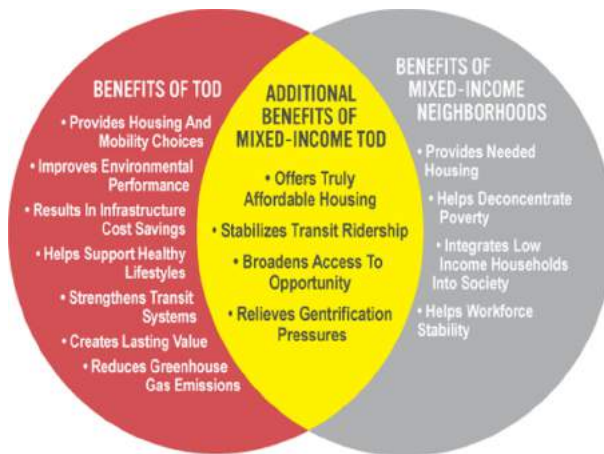 BENEFITS OF TOD
• Provides Housing And
Mobility Choices
• Improves Environmental
Performance
• Results In Infrastructure
Cost Savings
• Helps Support Healthy
Lifestyles
• Strengthens Transit
Systems
• Creates Lasting Value
• Reduces Greenhouse
Gas Emissions
ADDITIONAL
BENEFITS OF
MIXED-INCOME TOD
• Offers Truly
Affordable Housing
• Stabilizes Transit Ridership
• Broadens Access To
Opportunity
• Relieves Gentrification
Pressures
BENEFITS OF
MIXED-INCOME
NEIGHBORHOODS
• Provides Needed
Housing
• Helps Deconcentrate
Poverty
• Integrates Low
Income Households
Into Society
• Helps Workforce
Stability